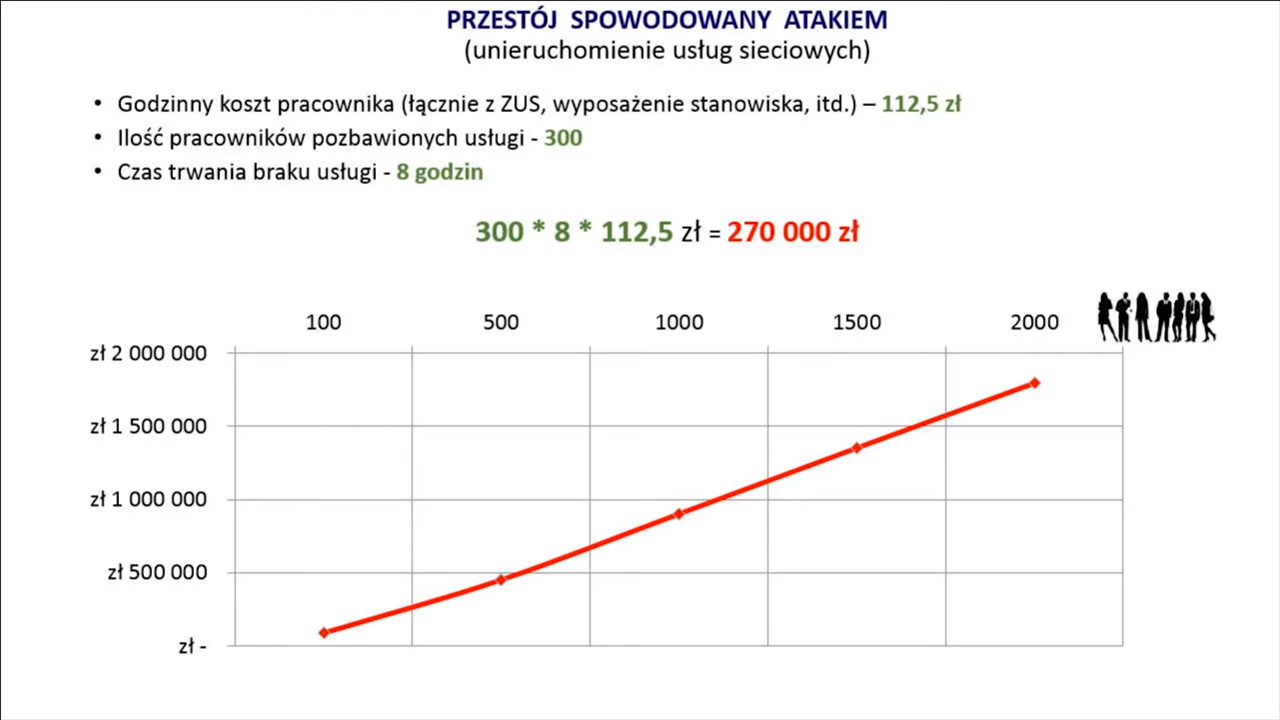 PRZESTÓJ SPOWODOWANY ATAKIEM
(unieruchomienie usług sieciowych)
• Godzinny koszt pracownika (łącznie z ZUS, wyposażenie stanowiska, itd.) – 112,5 zł
• Ilość pracowników pozbawionych usługi - 300
• Czas trwania braku usługi - 8 godzin
300 * 8 * 112,5 zł = 270 000 zł
100 500 1000 1500 2000
zł 2 000 000
zł 1 500 000
zł 1 000 000
zł 500 000
zł -